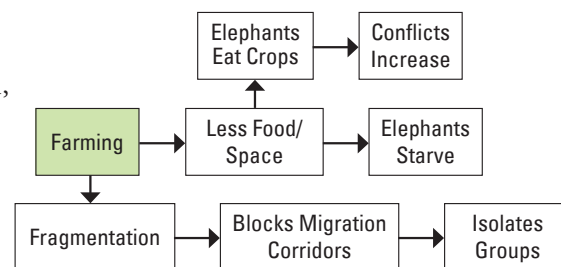 Elephants
Eat Crops
Conflicts
Increase
Farming
Less Food/
Space
Elephants
Starve
Fragmentation
Blocks Migration
Corridors
Isolates
Groups